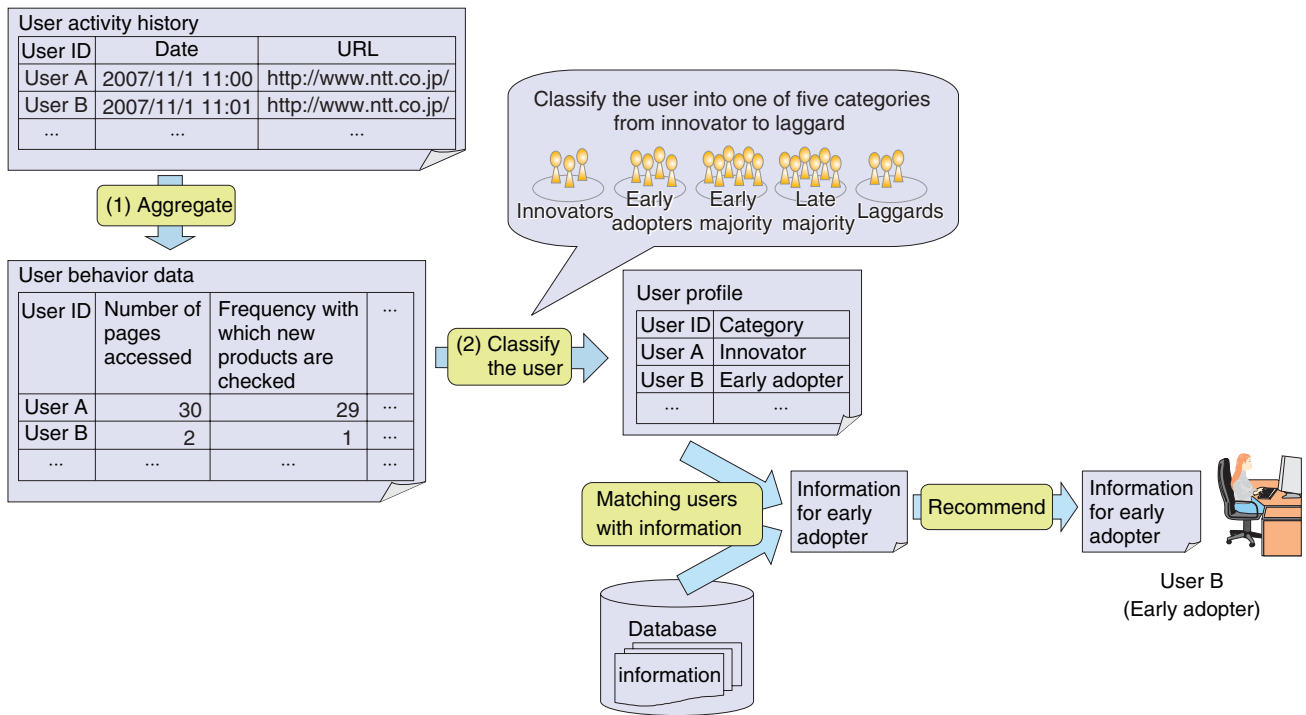 User activity history
User ID Date URL
User A 2007/11/1 11:00 http://www.ntt.co.jp/
User B 2007/11/1 11:01 http://www.ntt.co.jp/
... ... ...
(1) Aggregate
Classify the user into one of five categories
from innovator to laggard
Innovators
Early
adopters
Early
majority
Late
majority
Laggards
User behavior data
User ID
Number of
pages
accessed
Frequency with
which new
products are
checked
...
User A 30 29 ...
User B 2 1 ...
... ... ... ...
(2) Classify
the user
User profile
User ID Category
User A Innovator
User B Early adopter
... ...
Matching users
with information
Database
information
Information
for early
adopter
Recommend
Information
for early
adopter
User B
(Early adopter)